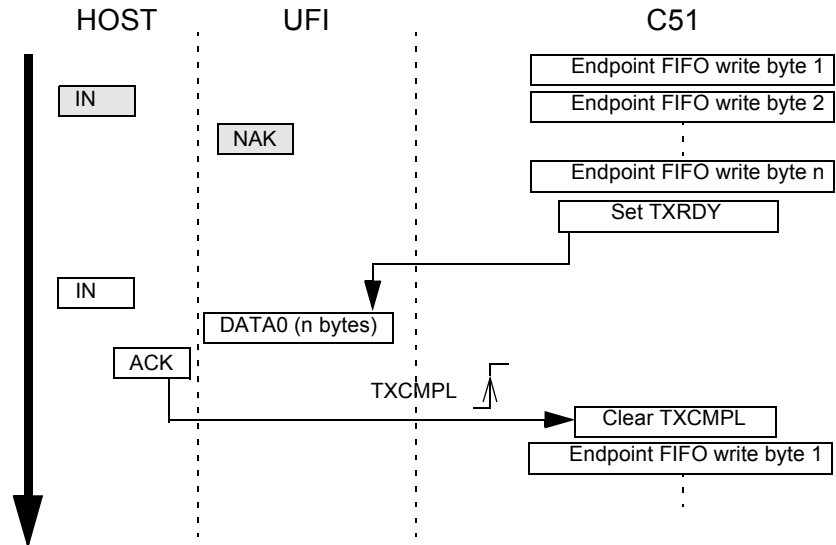 HOST UFI C51
Endpoint FIFO write byte 1
IN
Endpoint FIFO write byte 2
NAK
Endpoint FIFO write byte n
Set TXRDY
IN
DATA0 (n bytes)
ACK
TXCMPL
Clear TXCMPL
Endpoint FIFO write byte 1